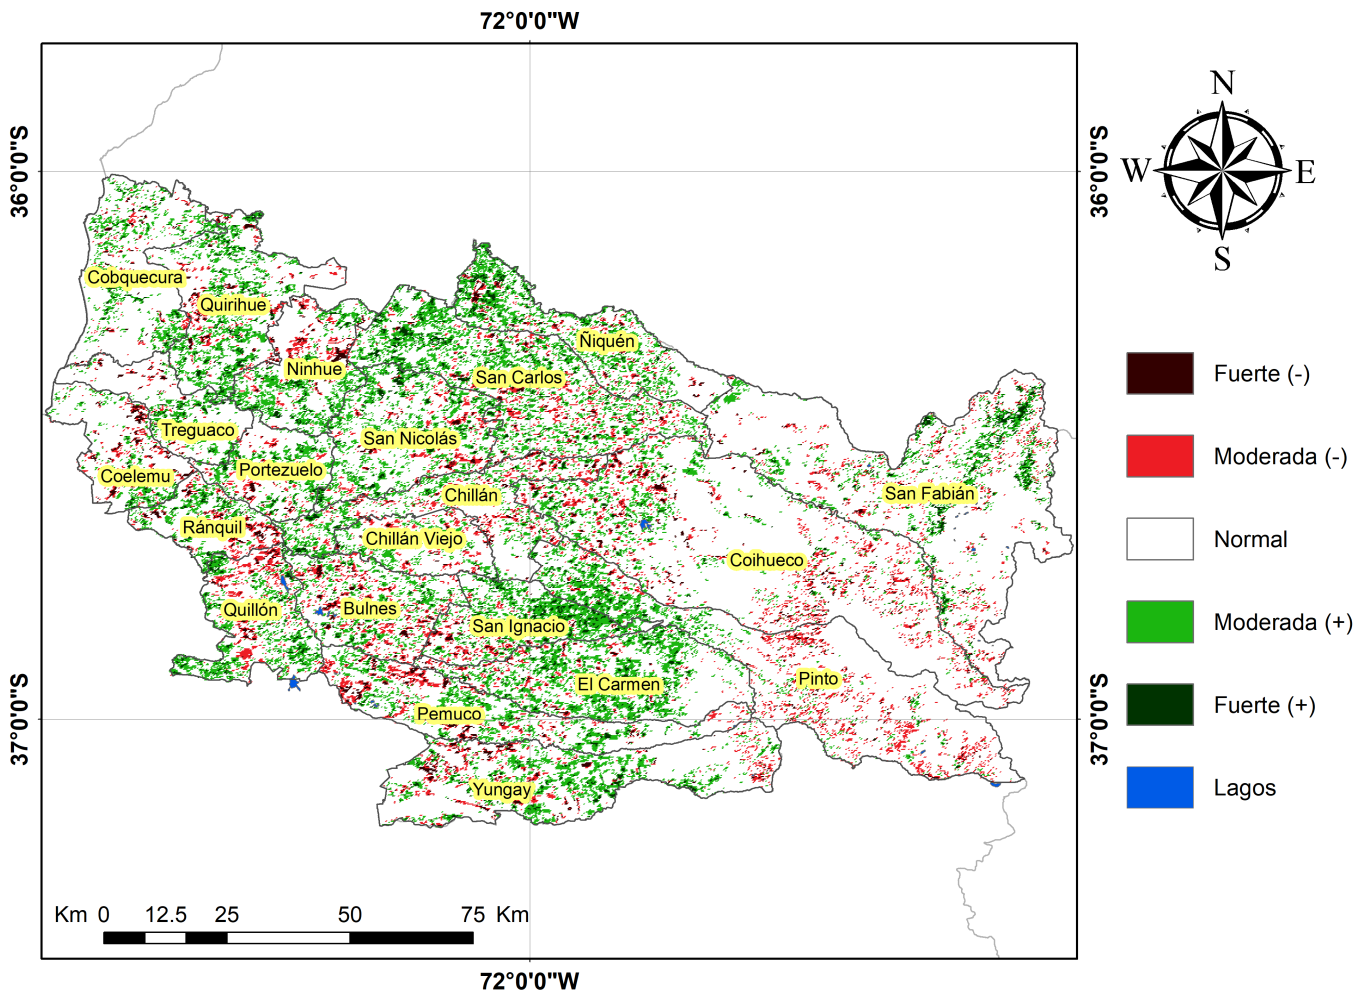 72°0'0"W
N
W
E
S
36°0'0"S
36°0'0"S
Cobquecura
Quirihue
Ñiquén
Ninhue
San Carlos
Treguaco
San Nicolás
Portezuelo
Coelemu
Chillán
San Fabián
Ránquil
Chillán Viejo
Coihueco
Quillón
Bulnes
San Ignacio
Pinto
El Carmen
Pemuco
Yungay
37°0'0"S
37°0'0"S
Fuerte (-)
Moderada (-)
Normal
Moderada (+)
Fuerte (+)
Lagos
Km 0 12.5 25 50 75 Km
72°0'0"W